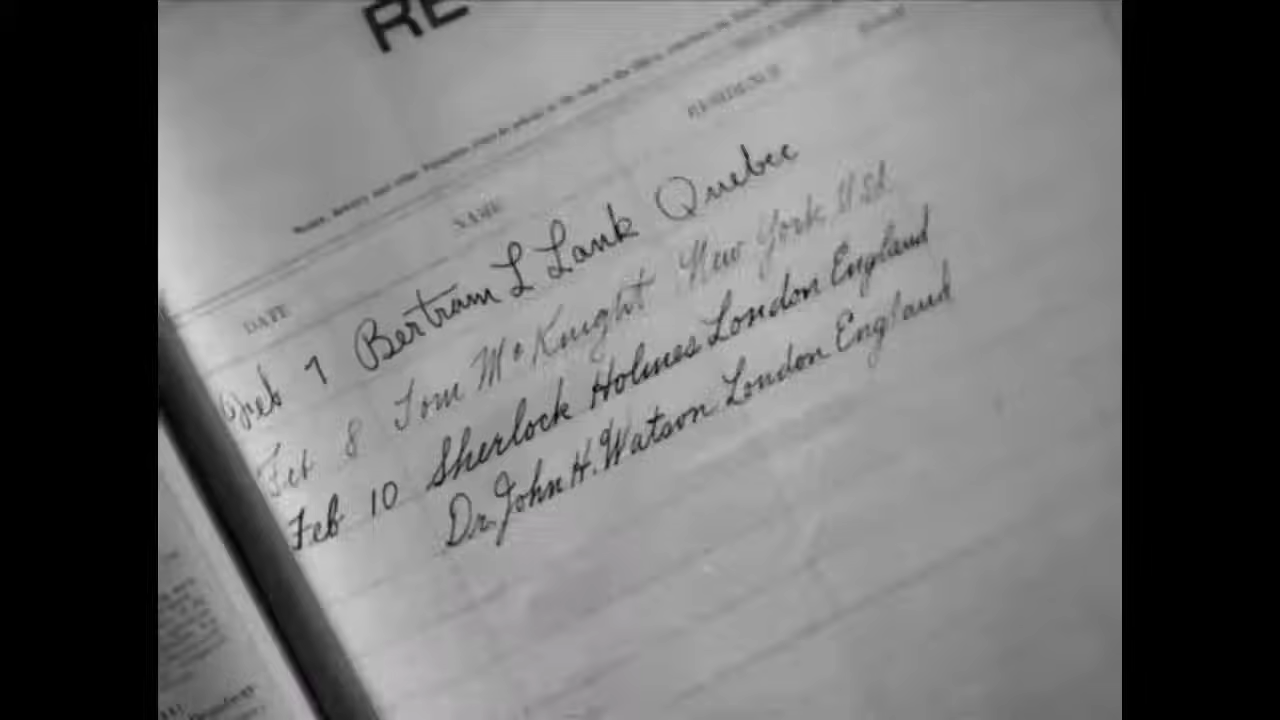 RE
NAME
RESIDENCE
DATE
Feb 7 Bertram L Lank Quebec
Feb 8 Tom McKnight New York U.S.A.
Feb 10 Sherlock Holmes London England
Dr. John H. Watson London England